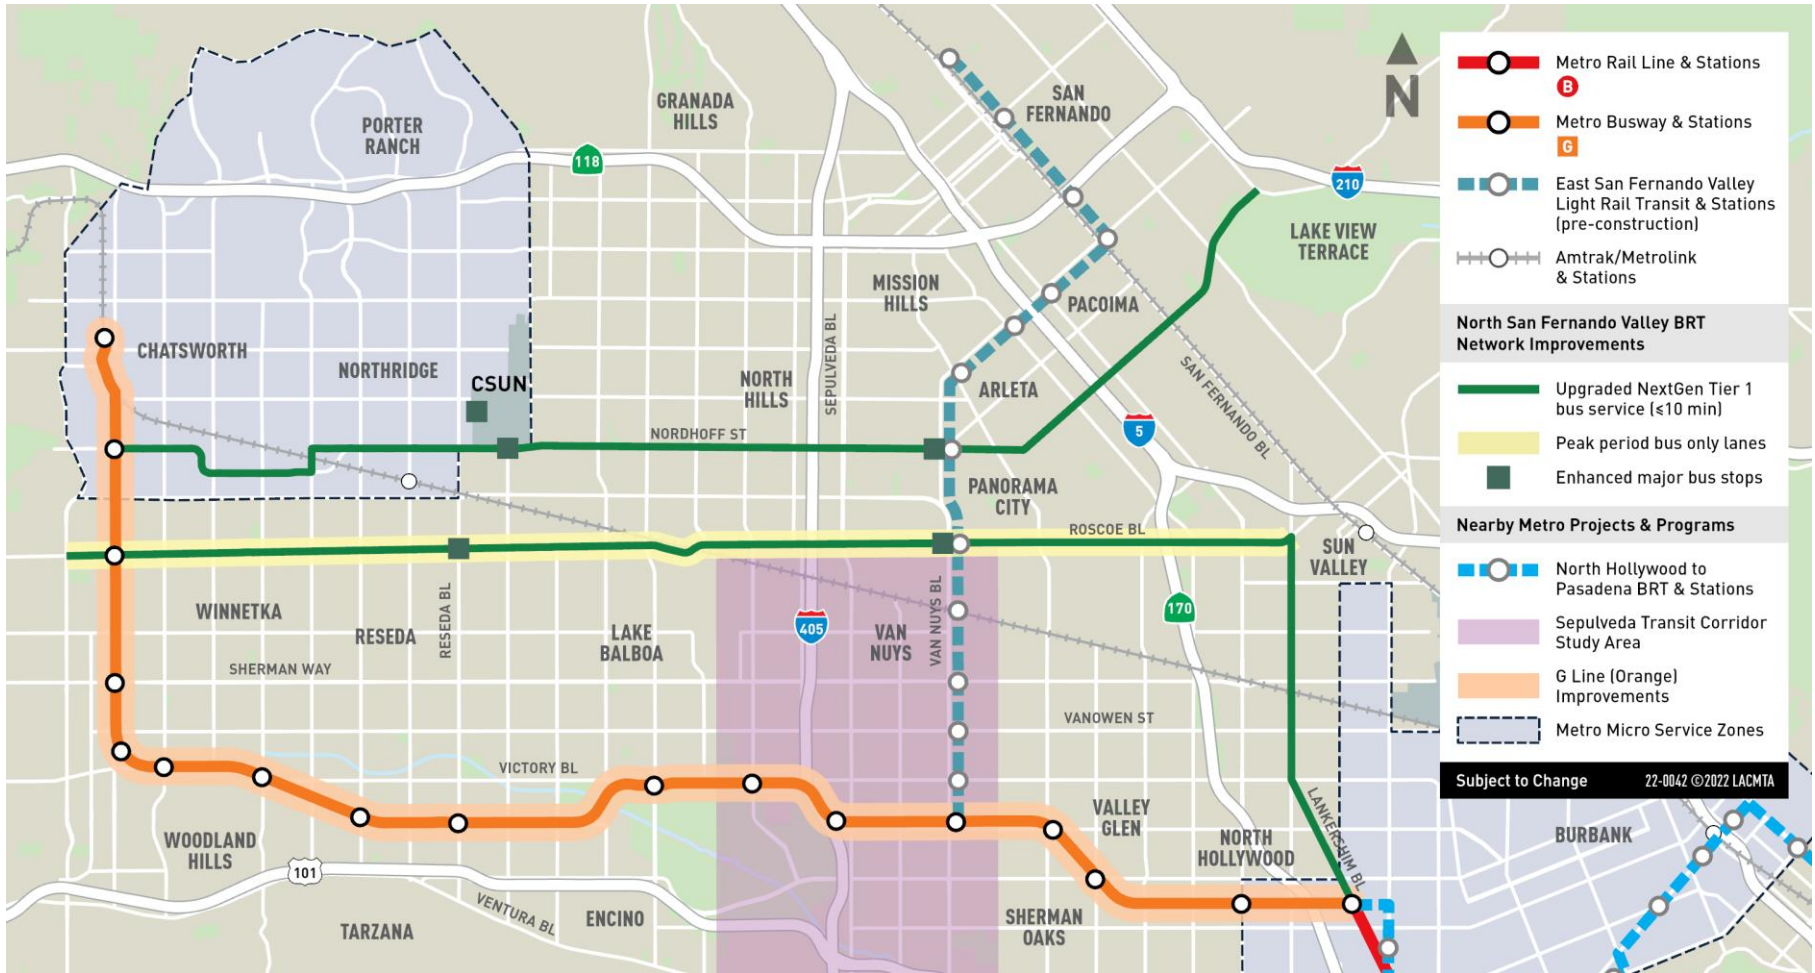 PORTER
RANCH
GRANADA
HILLS
SAN
FERNANDO
118
210
LAKE VIEW
TERRACE
MISSION
HILLS
PACOIMA
CHATSWORTH
NORTHRIDGE
CSUN
NORTH
HILLS
SEPULVEDA BL
ARLETA
SAN FERNANDO BL
5
NORDHOFF ST
PANORAMA
CITY
ROSCOE BL
SUN
VALLEY
WINNETKA
RESEDA
RESEDA BL
LAKE
BALBOA
405
VAN
NUYS
VAN NUYS BL
170
SHERMAN WAY
VANOWEN ST
VICTORY BL
WOODLAND
HILLS
VALLEY
GLEN
NORTH
HOLLYWOOD
LANKERSHIM BL
BURBANK
101
VENTURA BL
TARZANA
ENCINO
SHERMAN
OAKS
N
Metro Rail Line & Stations
B
Metro Busway & Stations
G
East San Fernando Valley
Light Rail Transit & Stations
(pre-construction)
Amtrak/Metrolink
& Stations
North San Fernando Valley BRT
Network Improvements
Upgraded NextGen Tier 1
bus service (≤10 min)
Peak period bus only lanes
Enhanced major bus stops
Nearby Metro Projects & Programs
North Hollywood to
Pasadena BRT & Stations
Sepulveda Transit Corridor
Study Area
G Line (Orange)
Improvements
Metro Micro Service Zones
Subject to Change 22-0042 ©2022 LACMTA